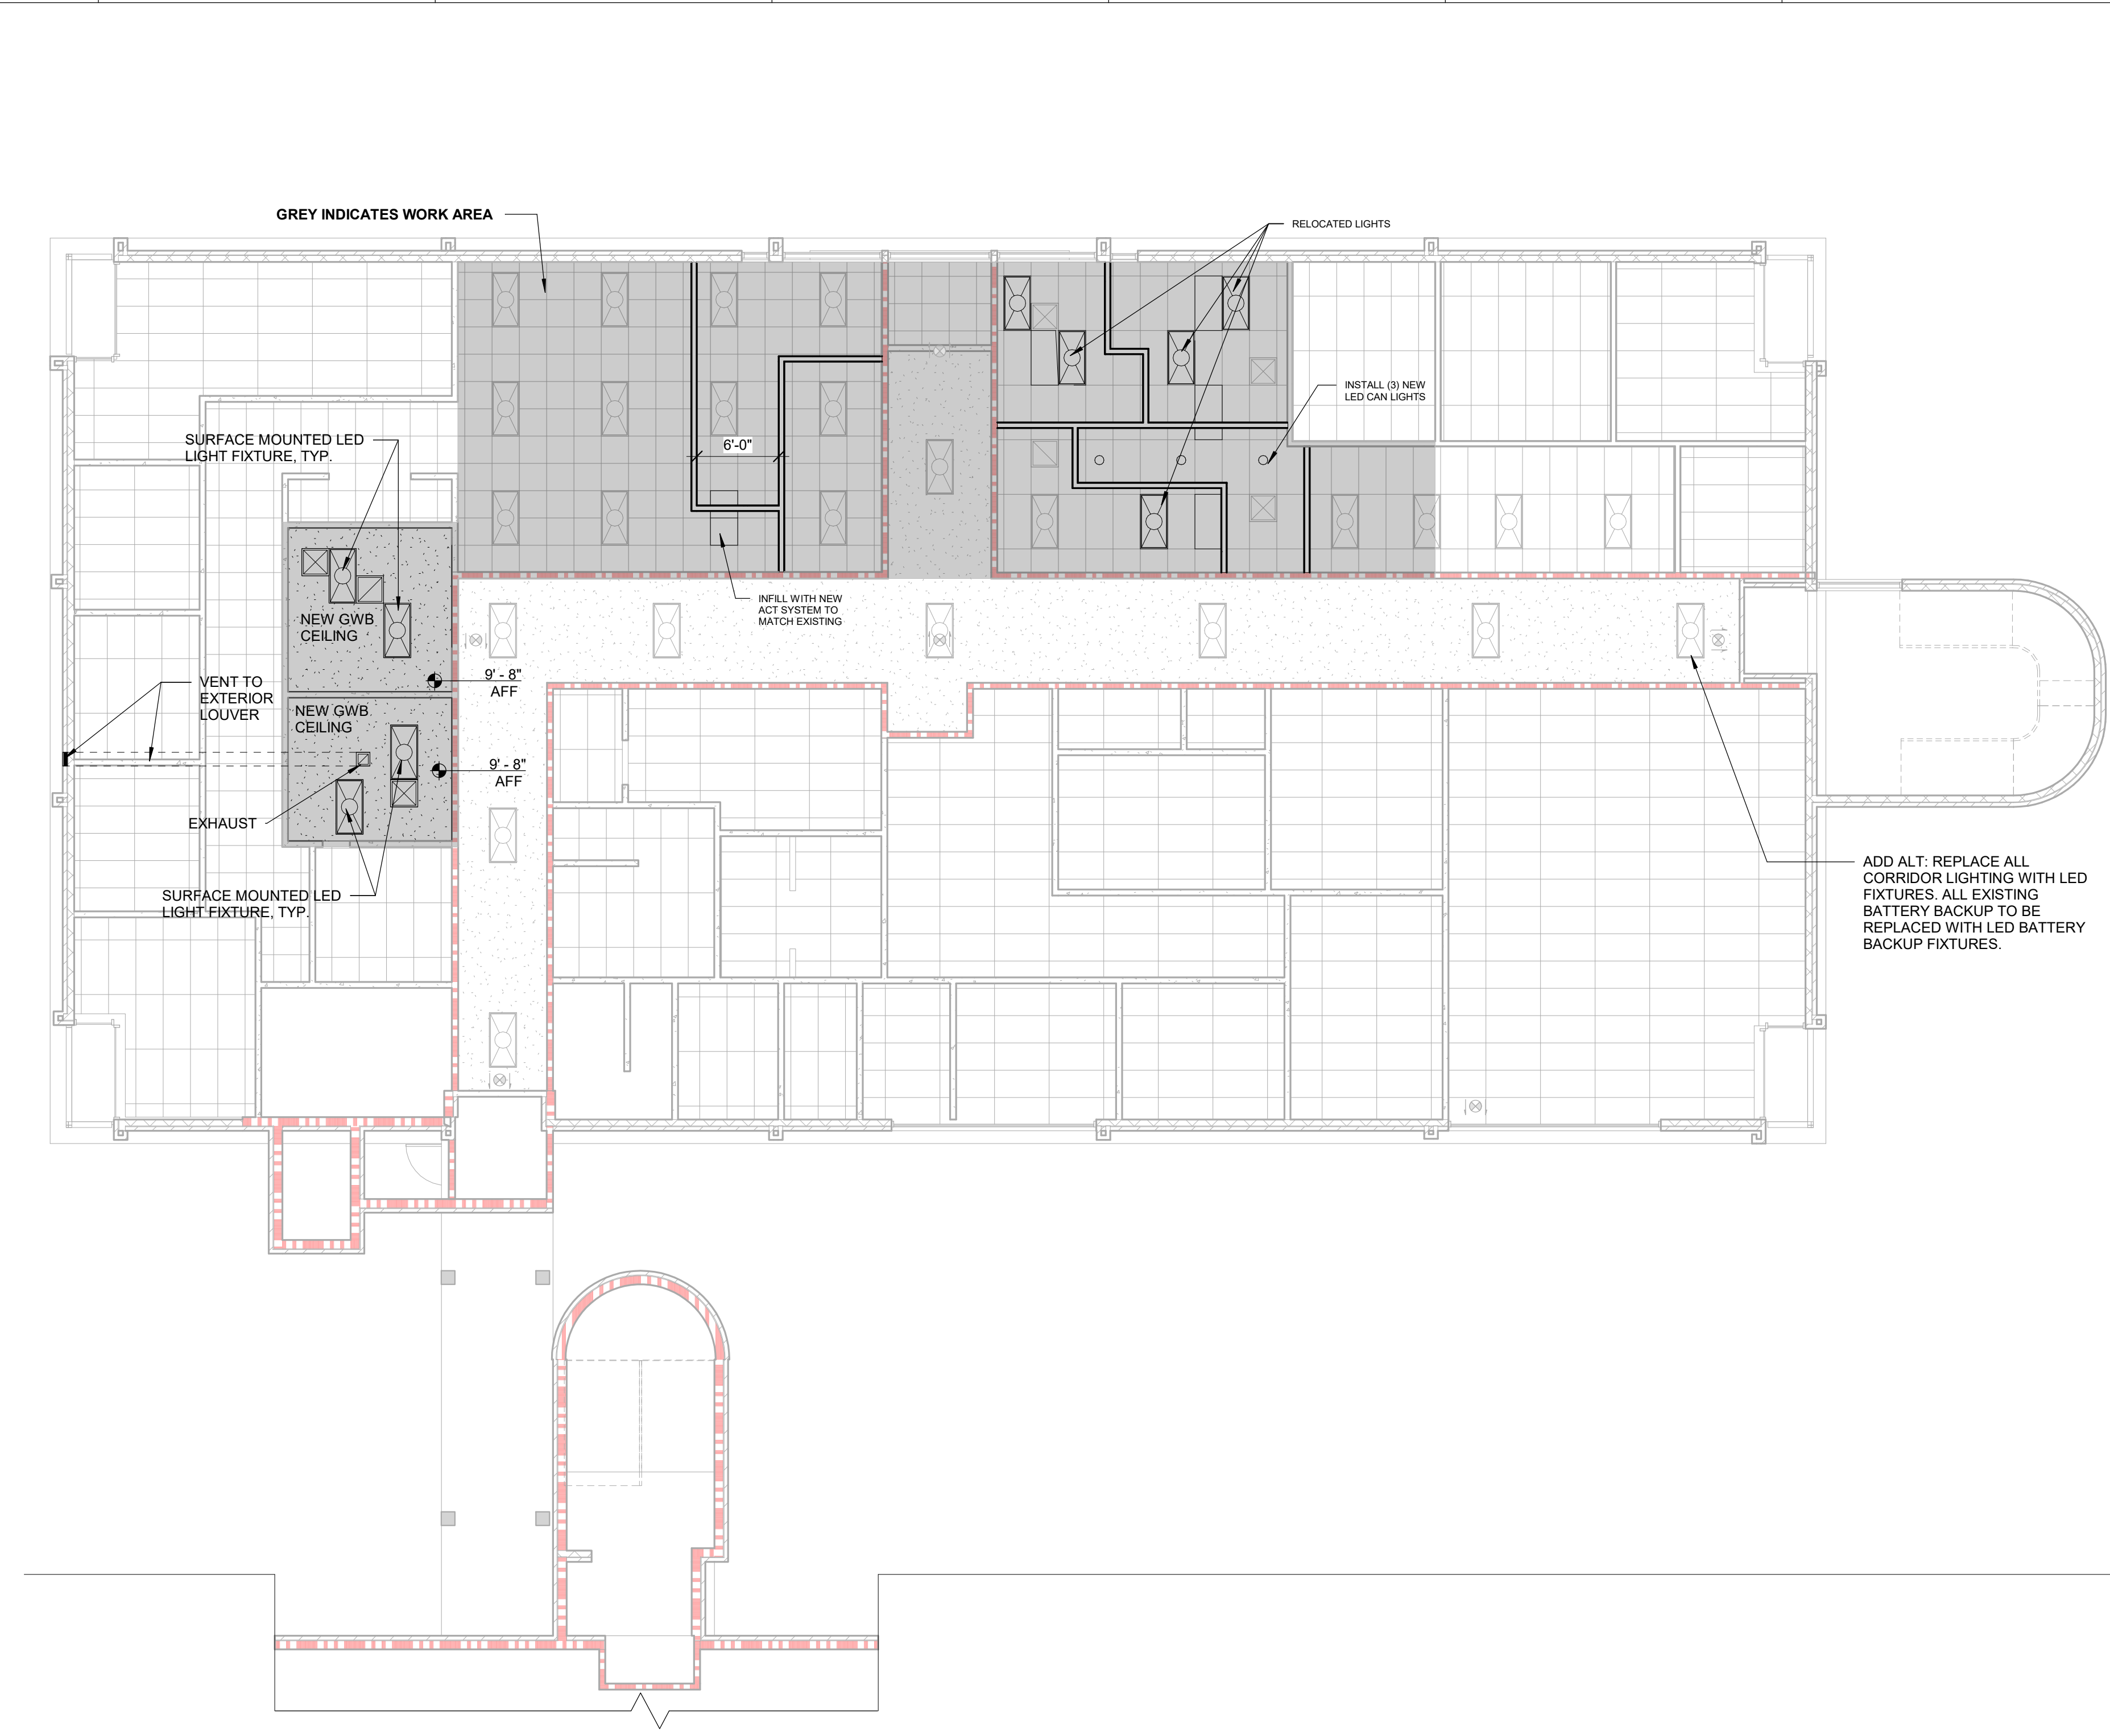 GREY INDICATES WORK AREA
RELOCATED LIGHTS
INSTALL (3) NEW
LED CAN LIGHTS
SURFACE MOUNTED LED
LIGHT FIXTURE, TYP.
6'-0"
INFILL WITH NEW
ACT SYSTEM TO
MATCH EXISTING
NEW GWB
CEILING
9' - 8"
AFF
VENT TO
EXTERIOR
LOUVER
NEW GWB
CEILING
9' - 8"
AFF
EXHAUST
SURFACE MOUNTED LED
LIGHT FIXTURE, TYP.
ADD ALT: REPLACE ALL
CORRIDOR LIGHTING WITH LED
FIXTURES. ALL EXISTING
BATTERY BACKUP TO BE
REPLACED WITH LED BATTERY
BACKUP FIXTURES.